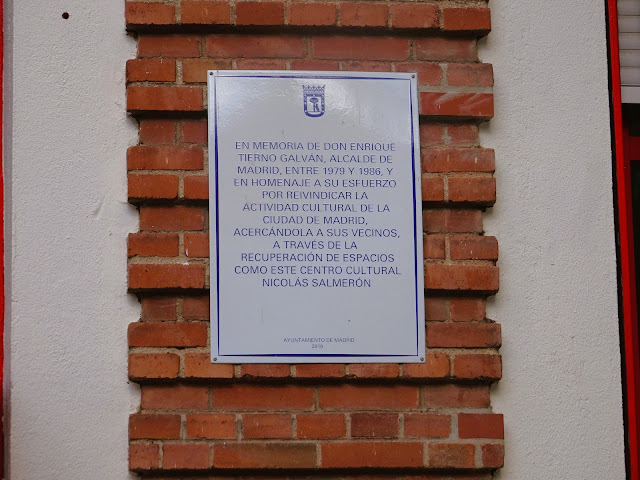 EN MEMORIA DE DON ENRIQUE
TIERNO GALVÁN, ALCALDE DE
MADRID, ENTRE 1979 Y 1986, Y
EN HOMENAJE A SU ESFUERZO
POR REIVINDICAR LA
ACTIVIDAD CULTURAL DE LA
CIUDAD DE MADRID,
ACERCÁNDOLA A SUS VECINOS,
A TRAVÉS DE LA
RECUPERACIÓN DE ESPACIOS
COMO ESTE CENTRO CULTURAL
NICOLÁS SALMERÓN
AYUNTAMIENTO DE MADRID